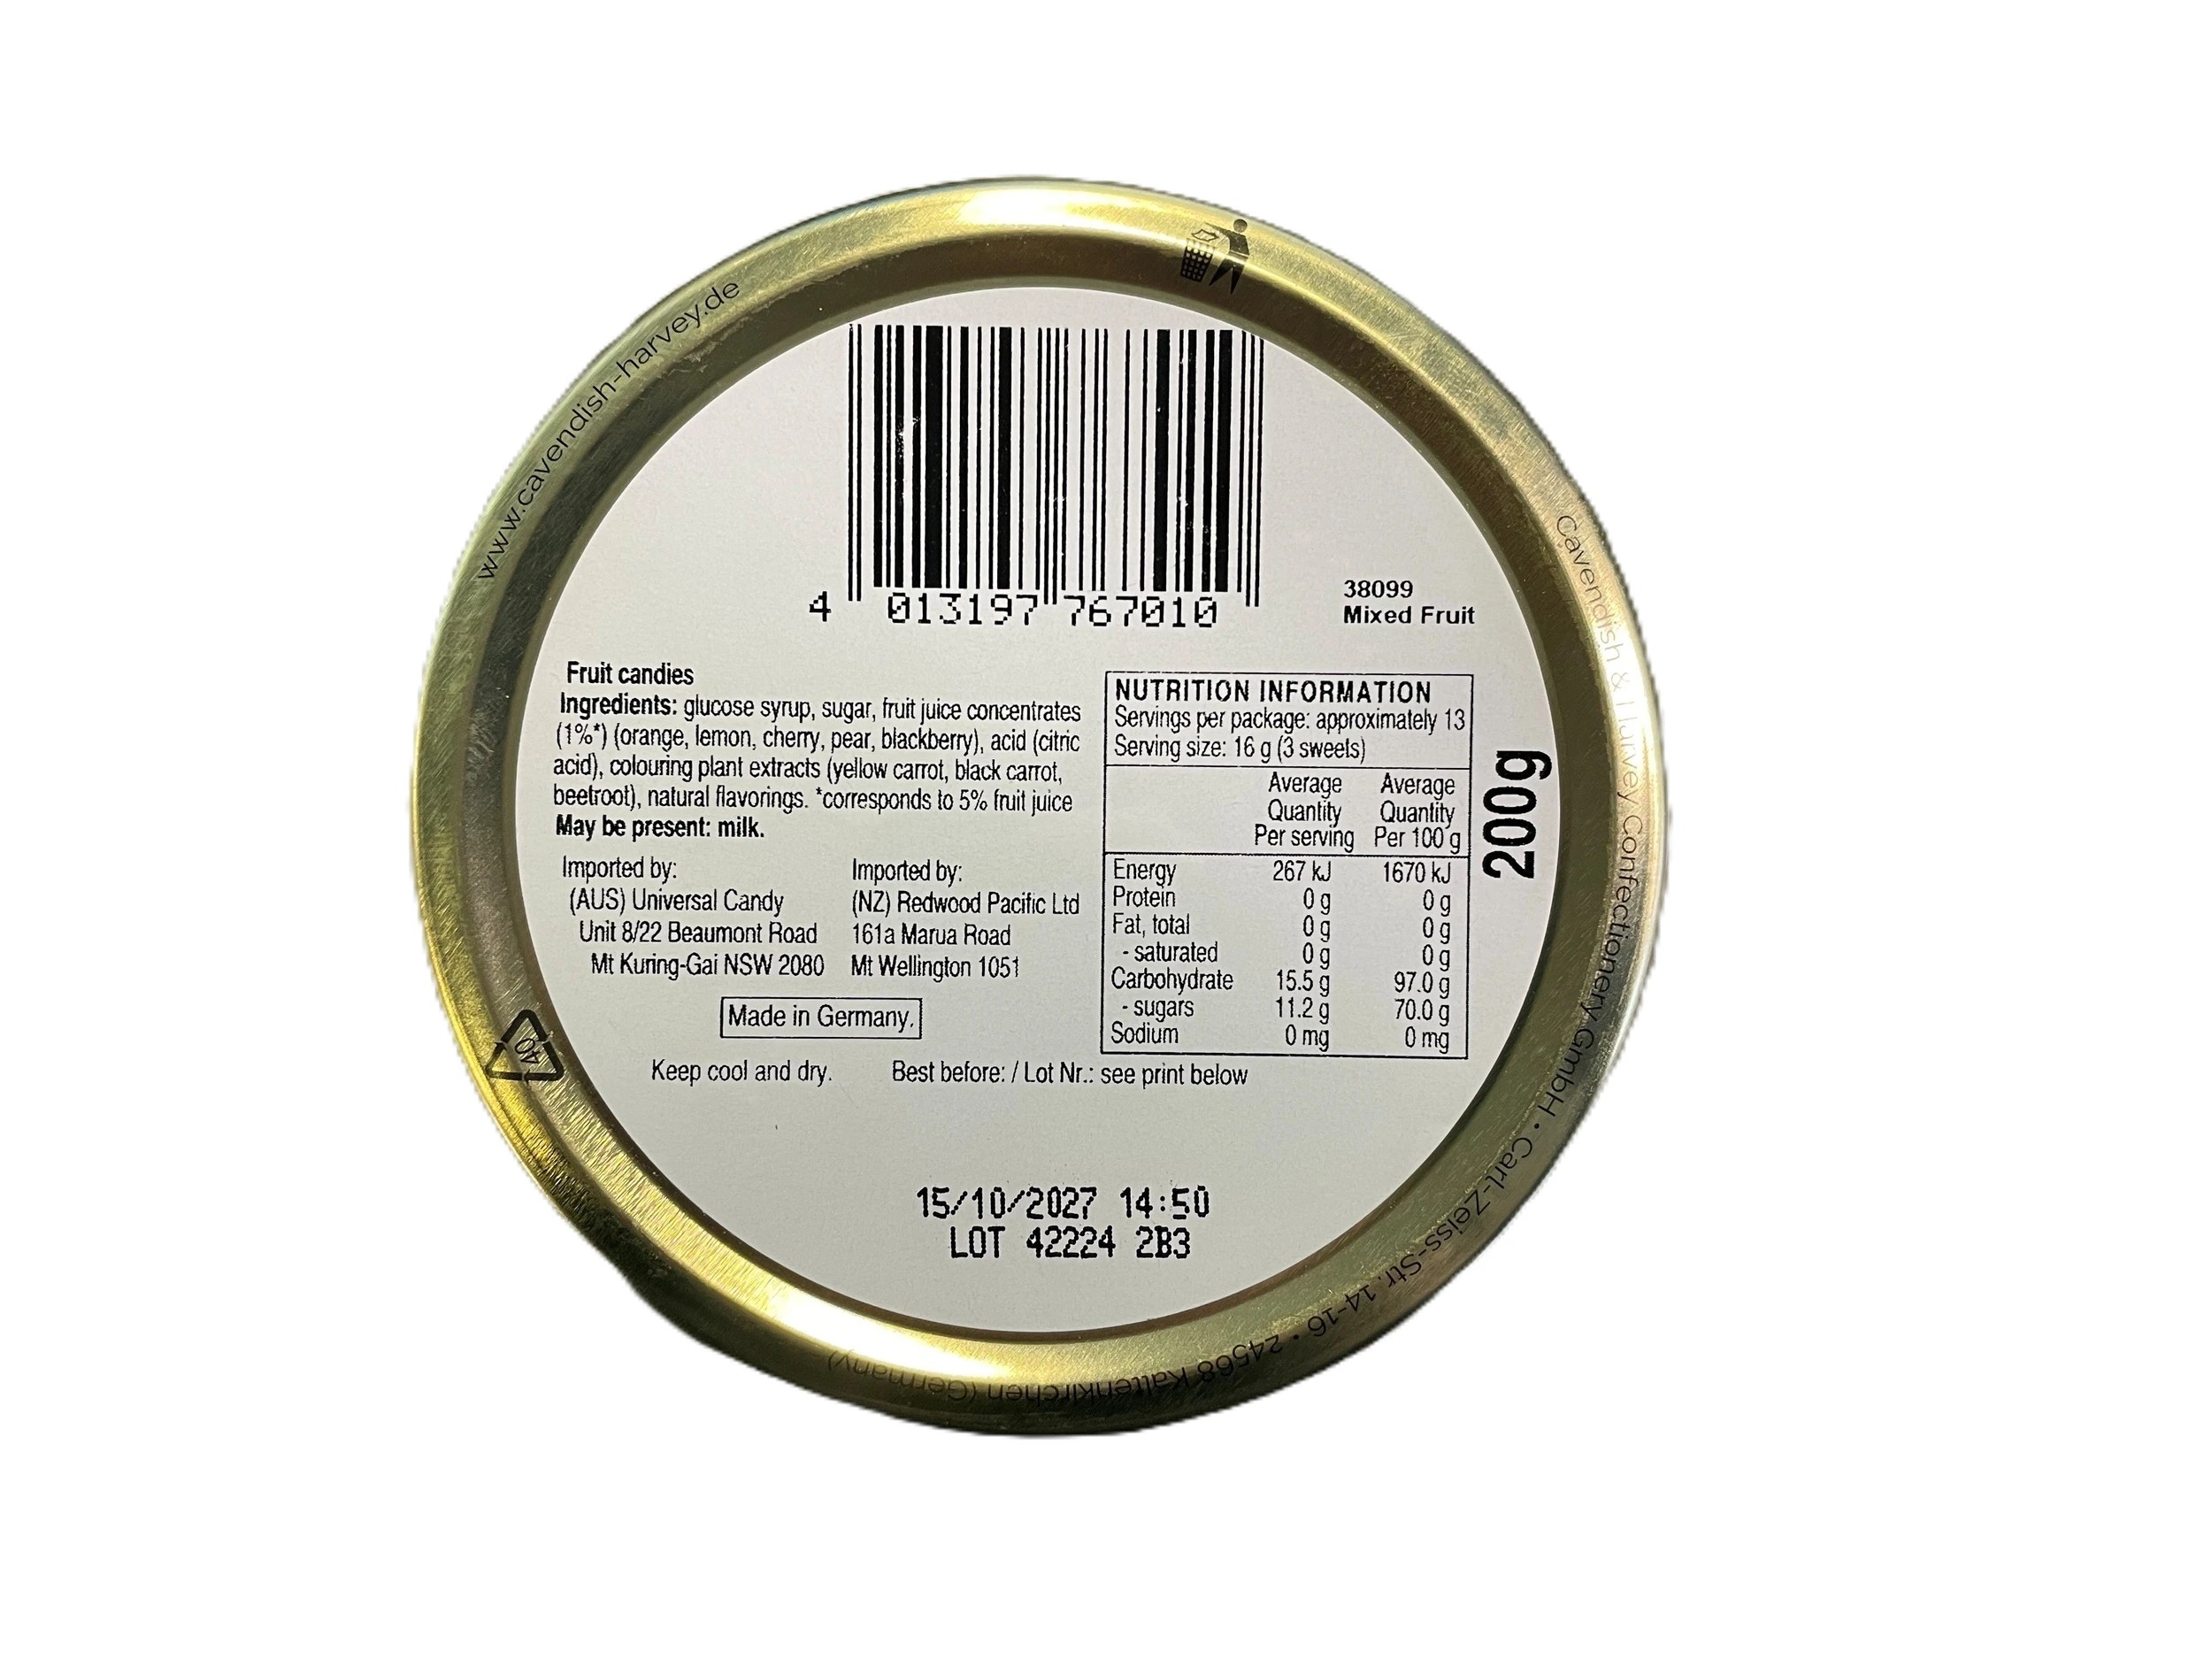 www.cavendish-harvey.de
4 013197 767010
38099
Mixed Fruit
Fruit candies
Ingredients: glucose syrup, sugar, fruit juice concentrates
(1%*) (orange, lemon, cherry, pear, blackberry), acid (citric
acid), colouring plant extracts (yellow carrot, black carrot,
beetroot), natural flavorings. *corresponds to 5% fruit juice
May be present: milk.
Imported by:
(AUS) Universal Candy
Unit 8/22 Beaumont Road
Mt Kuring-Gai NSW 2080
Imported by:
(NZ) Redwood Pacific Ltd
161a Marua Road
Mt Wellington 1051
Made in Germany.
NUTRITION INFORMATION
Servings per package: approximately 13
Serving size: 16 g (3 sweets)
Average Average
Quantity Quantity
Per serving Per 100 g
Energy 267 kJ 1670 kJ
Protein 0 g 0 g
Fat, total 0 g 0 g
- saturated 0 g 0 g
Carbohydrate 15.5 g 97.0 g
- sugars 11.2 g 70.0 g
Sodium 0 mg 0 mg
200g
Keep cool and dry. Best before: / Lot Nr.: see print below
15/10/2027 14:50
LOT 42224 2B3
40
Cavendish & Harvey Confectionery GmbH · Carl-Zeiss-Str. 14-16 · 24568 Kaltenkirchen (Germany)